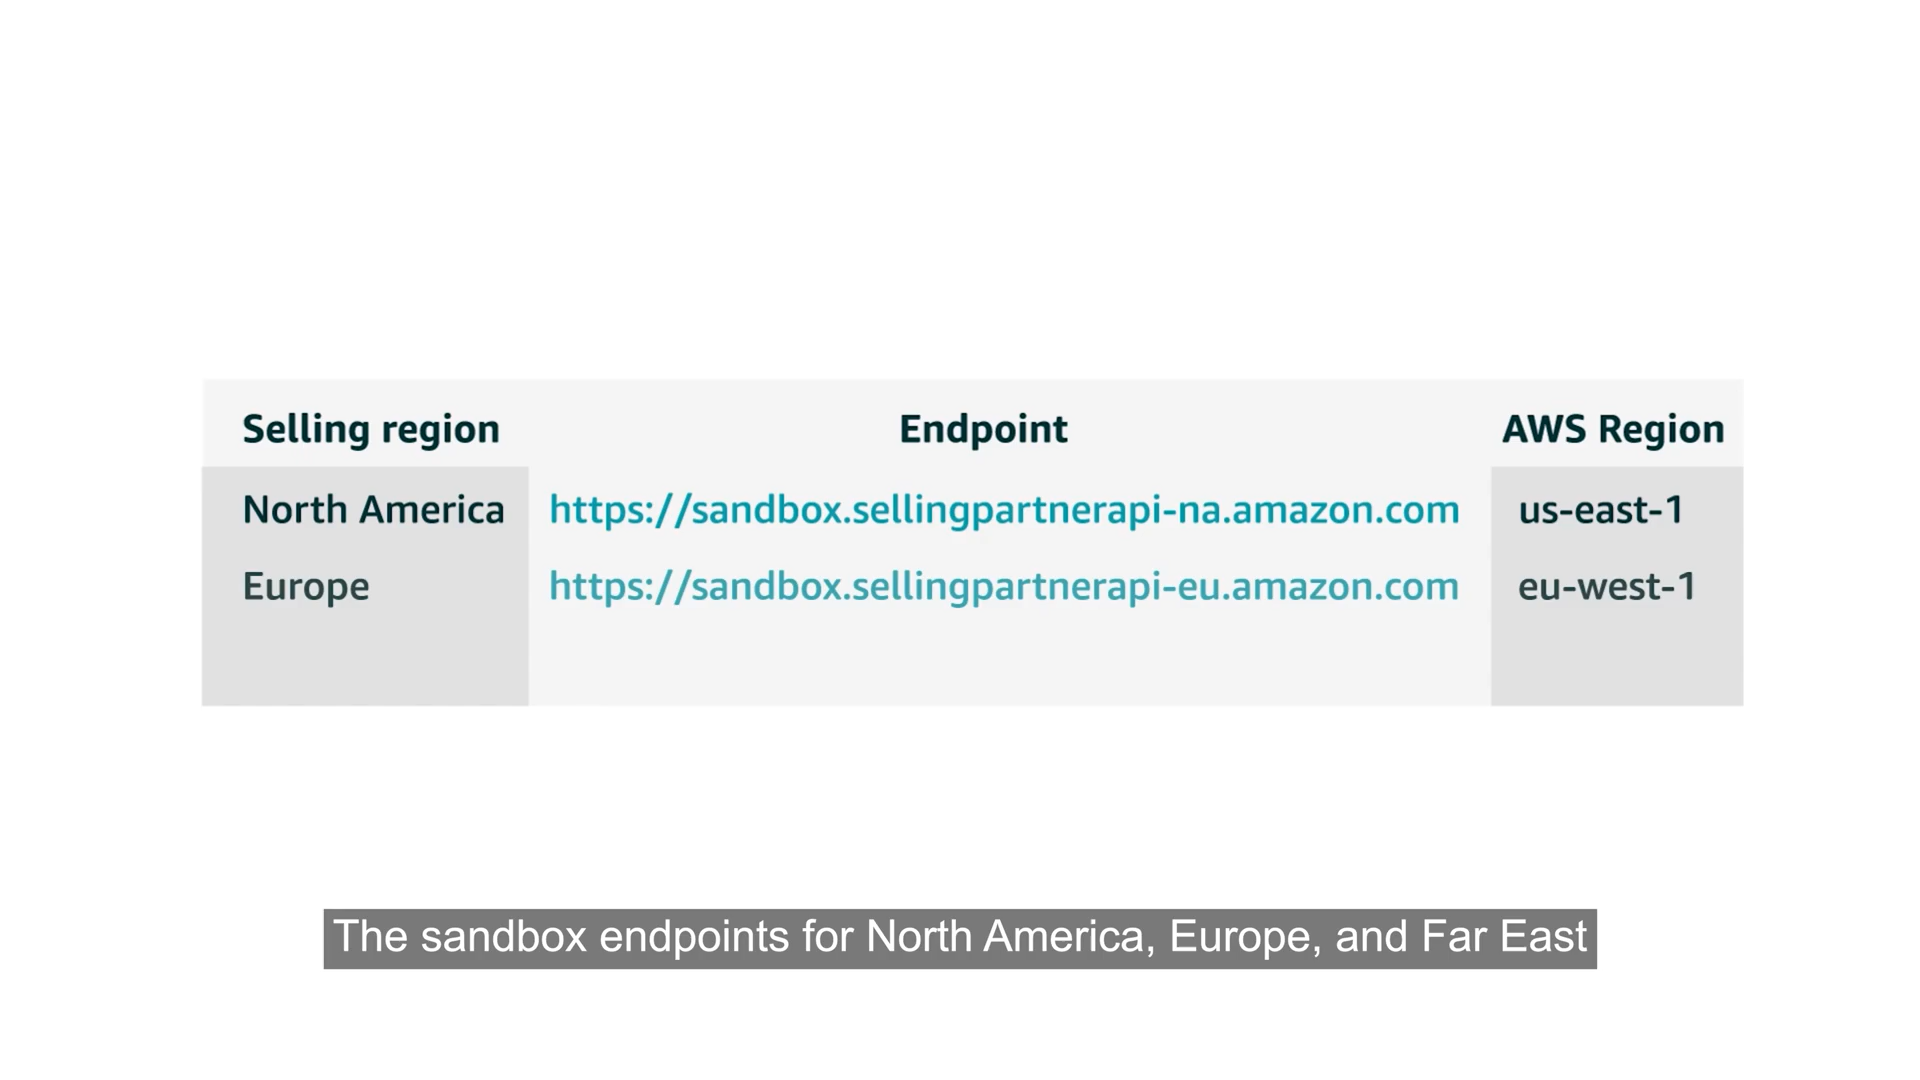 Selling region Endpoint AWS Region
North America https://sandbox.sellingpartnerapi-na.amazon.com us-east-1
Europe https://sandbox.sellingpartnerapi-eu.amazon.com eu-west-1
The sandbox endpoints for North America, Europe, and Far East